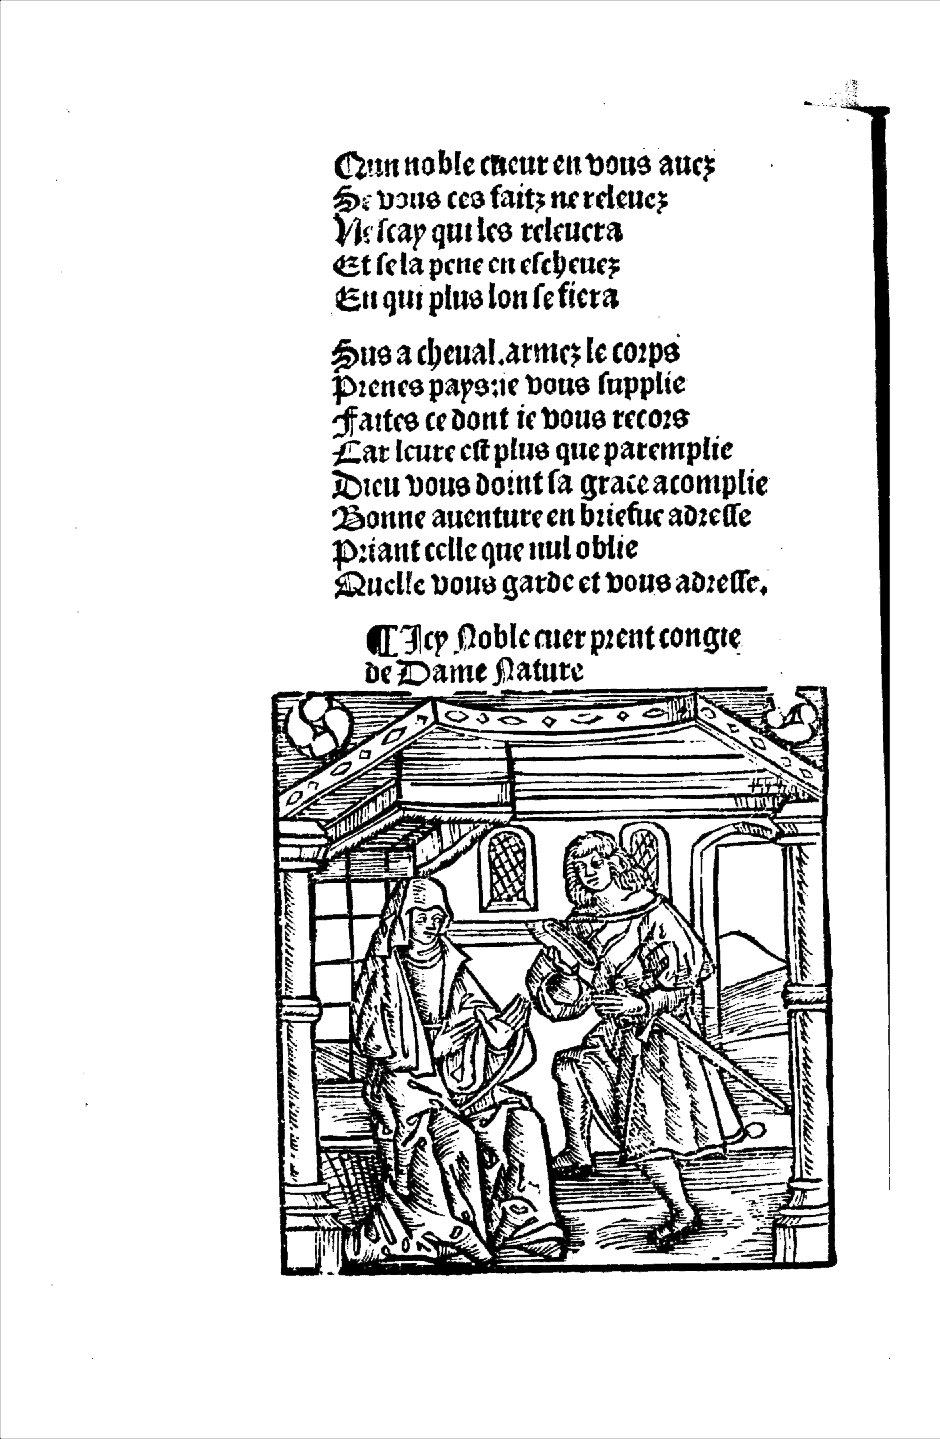 Qun noble cueur en vous auez
Se vous ces faitz ne releuez
Ne scay qui les releuera
Et se la pene en escheuez
En qui plus lon se fiera
Sus a cheual.armez le corps
Prenes pays:ie vous supplie
Faites ce dont ie vous recors
Car leure est plus que paremplie
Dieu vous doint sa grace acomplie
Bonne auenture en briefue adresse
Priant celle que nul oblie
Quelle vous garde et vous adresse.
¶ Icy Noble cuer prent congie
de Dame Nature